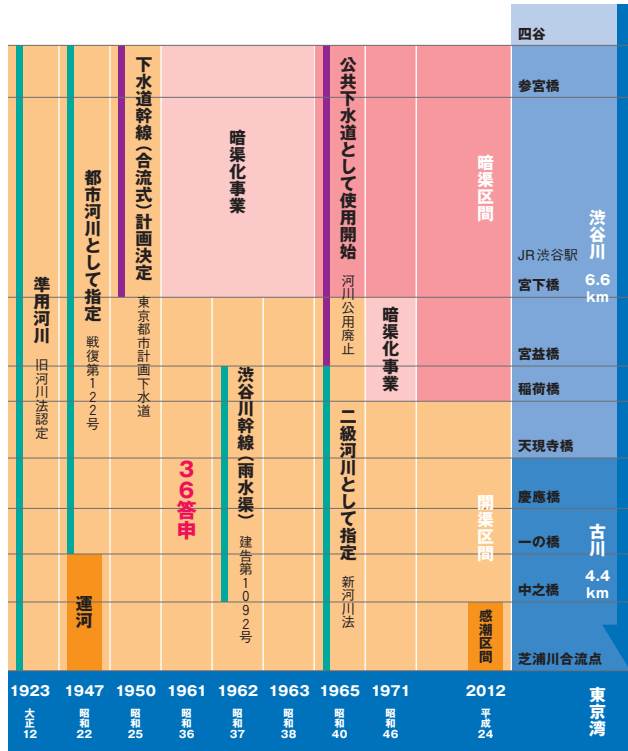 準用河川 旧河川法認定
都市河川として指定 戦復第122号
運河
下水道幹線（合流式）計画決定 東京都市計画下水道
36答申
暗渠化事業
渋谷川幹線（雨水渠） 建告第1092号
公共下水道として使用開始 河川公用廃止
二級河川として指定 新河川法
暗渠化事業
暗渠区間
開渠区間
感潮区間
四谷
参宮橋
JR渋谷駅
宮下橋
宮益橋
稲荷橋
天現寺橋
慶應橋
一の橋
中之橋
芝浦川合流点
渋谷川
6.6
km
古川
4.4
km
東京湾
1923 1947 1950 1961 1962 1963 1965 1971 2012
大正12 昭和22 昭和25 昭和36 昭和37 昭和38 昭和40 昭和46 平成24